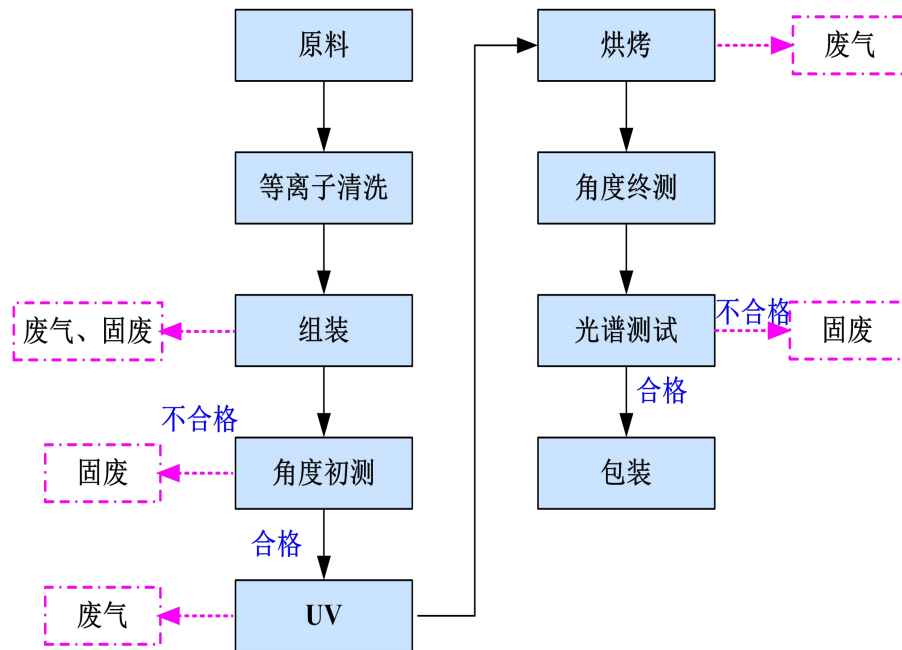 原料
烘烤
废气
等离子清洗
角度终测
废气、固废
组装
光谱测试
不合格
固废
合格
不合格
固废
角度初测
包装
合格
废气
UV